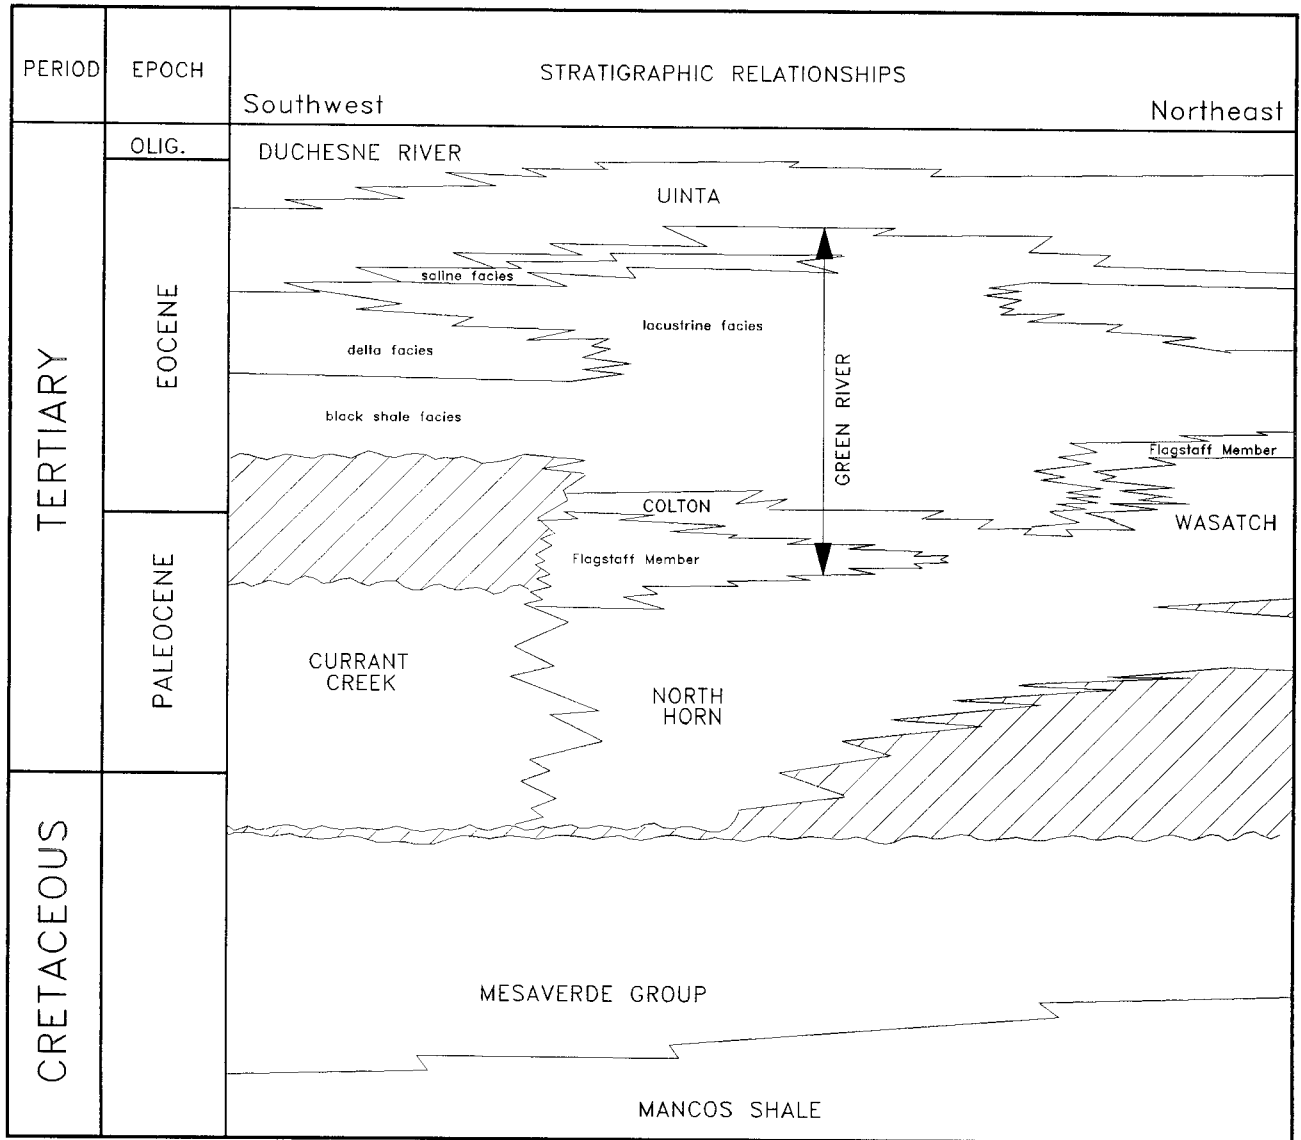 PERIOD
EPOCH
STRATIGRAPHIC RELATIONSHIPS
Southwest
Northeast
OLIG.
DUCHESNE RIVER
UINTA
saline facies
lacustrine facies
delta facies
black shale facies
EOCENE
TERTIARY
GREEN RIVER
Flagstaff Member
COLTON
WASATCH
Flagstaff Member
PALEOCENE
CURRANT
CREEK
NORTH
HORN
CRETACEOUS
MESAVERDE GROUP
MANCOS SHALE